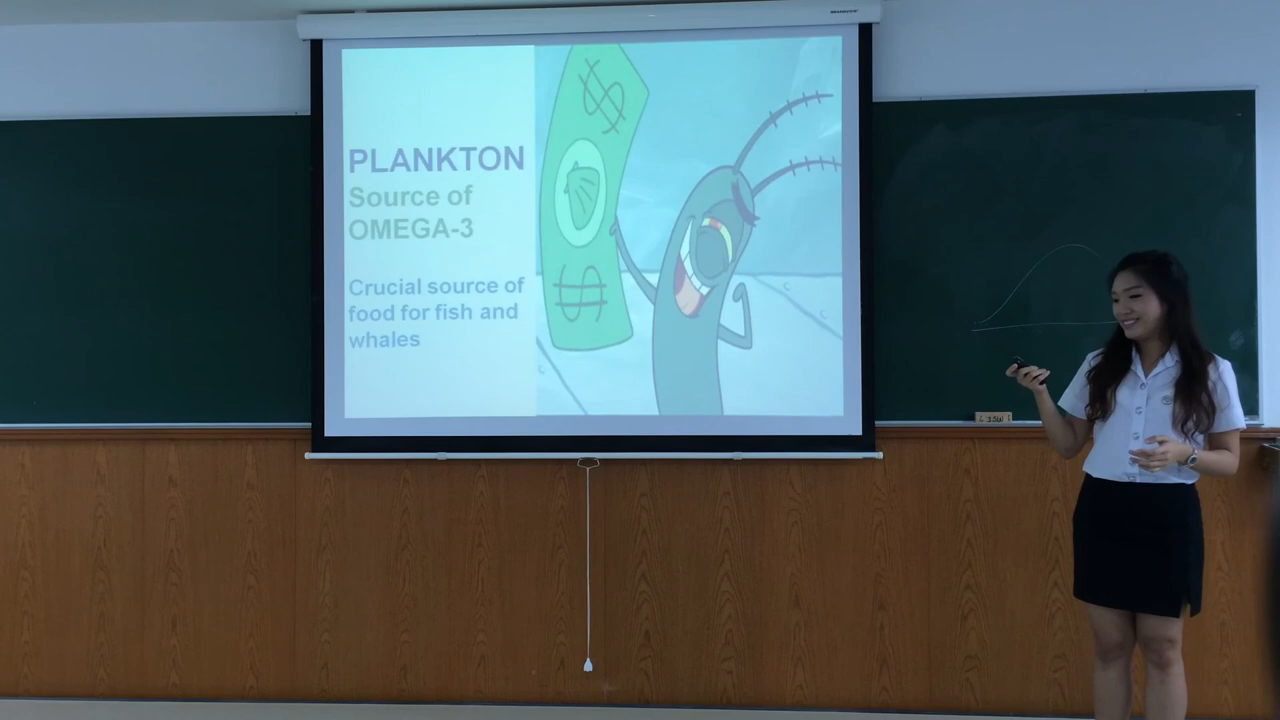 PLANKTON
Source of
OMEGA-3
Crucial source of
food for fish and
whales